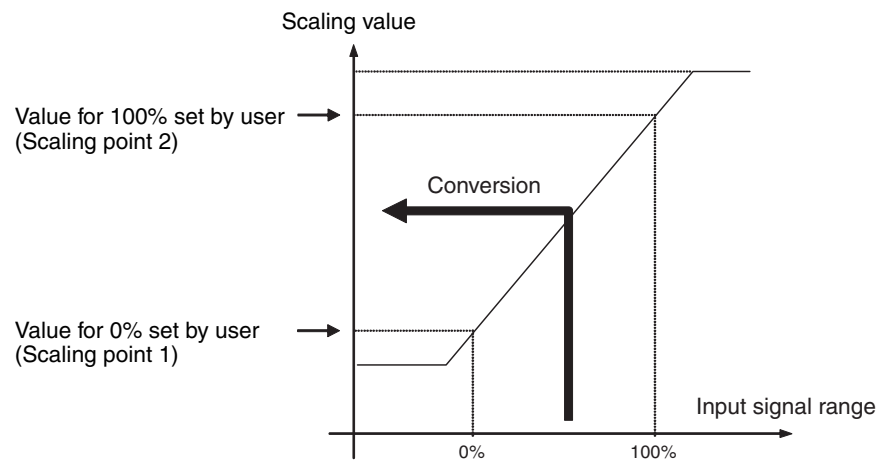 Scaling value
Value for 100% set by user
(Scaling point 2)
Conversion
Value for 0% set by user
(Scaling point 1)
Input signal range
0%
100%